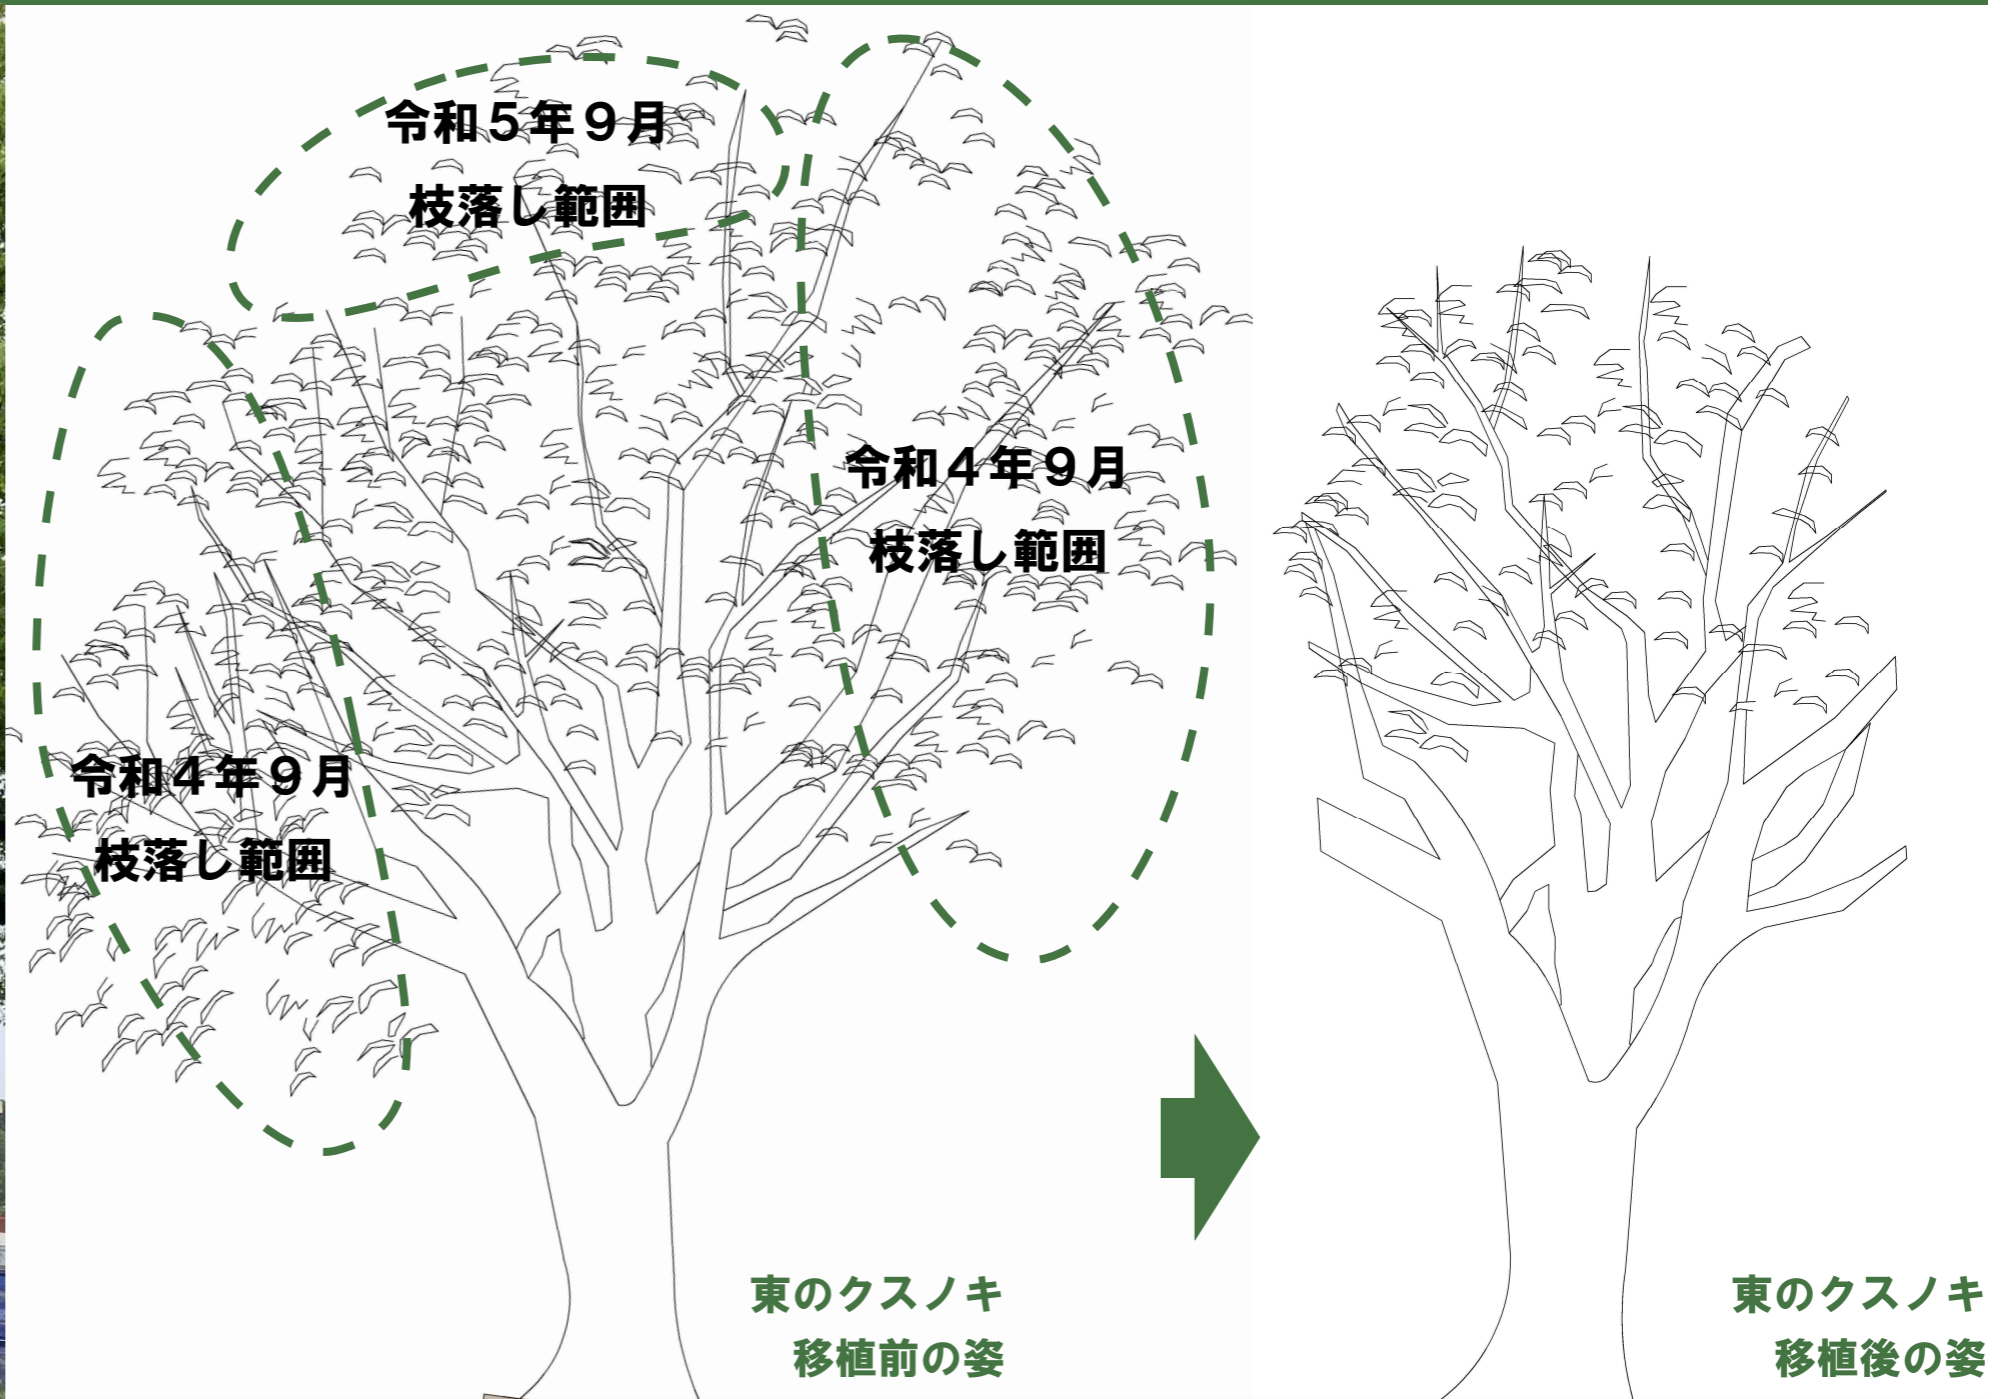 令和５年９月
枝落し範囲
令和４年９月
枝落し範囲
令和４年９月
枝落し範囲
東のクスノキ
移植前の姿
東のクスノキ
移植後の姿